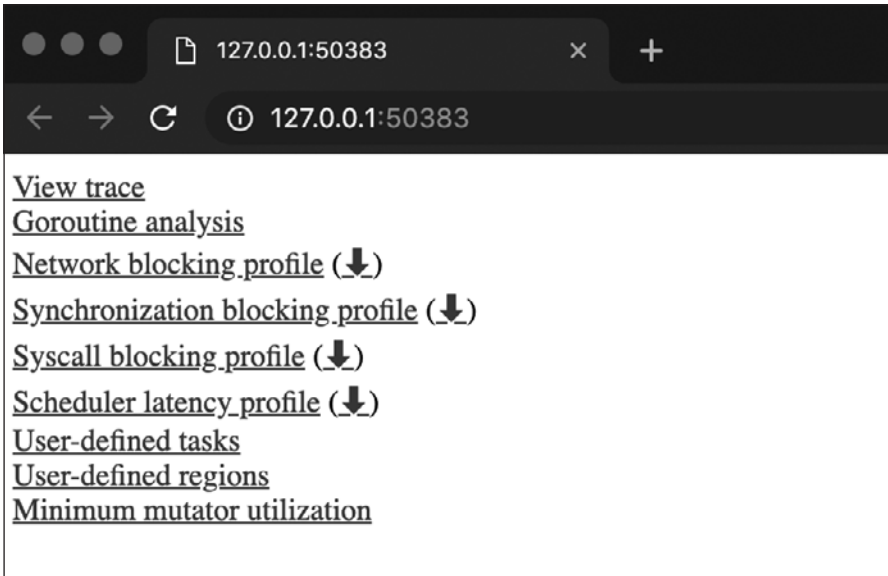 127.0.0.1:50383
127.0.0.1:50383
View trace
Goroutine analysis
Network blocking profile (⬇)
Synchronization blocking profile (⬇)
Syscall blocking profile (⬇)
Scheduler latency profile (⬇)
User-defined tasks
User-defined regions
Minimum mutator utilization